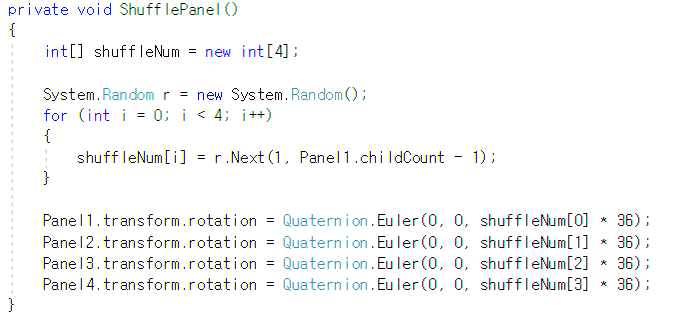 private void ShufflePanel()
{
    int[] shuffleNum = new int[4];

    System.Random r = new System.Random();
    for (int i = 0; i < 4; i++)
    {
        shuffleNum[i] = r.Next(1, Panel1.childCount - 1);
    }

    Panel1.transform.rotation = Quaternion.Euler(0, 0, shuffleNum[0] * 36);
    Panel2.transform.rotation = Quaternion.Euler(0, 0, shuffleNum[1] * 36);
    Panel3.transform.rotation = Quaternion.Euler(0, 0, shuffleNum[2] * 36);
    Panel4.transform.rotation = Quaternion.Euler(0, 0, shuffleNum[3] * 36);
}